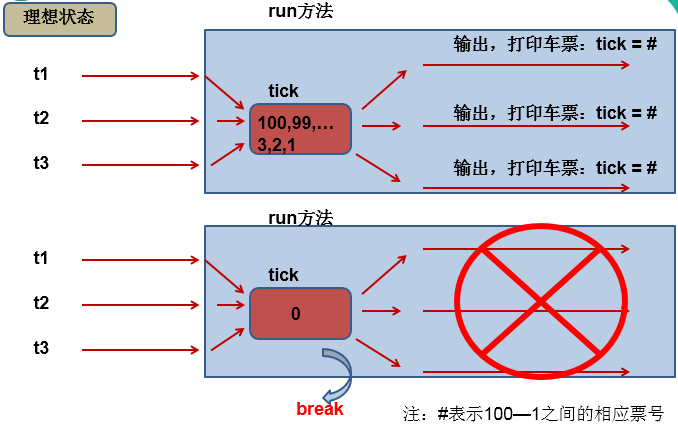 理想状态
run方法
t1
t2
t3
tick
100,99,…
3,2,1
输出，打印车票：tick = #
输出，打印车票：tick = #
输出，打印车票：tick = #
run方法
t1
t2
t3
tick
0
break
注：#表示100—1之间的相应票号